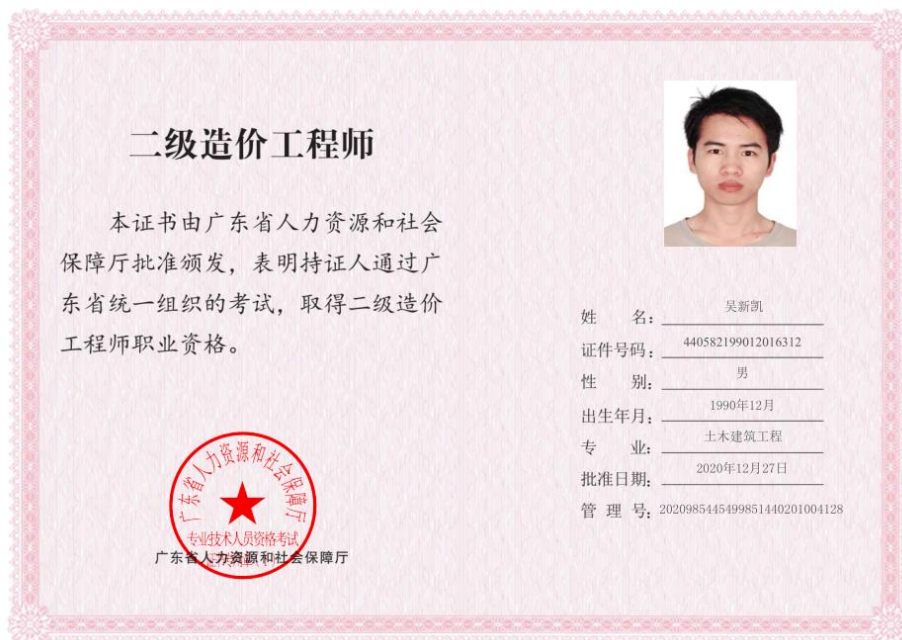 二级造价工程师
本证书由广东省人力资源和社会
保障厅批准颁发，表明持证人通过广
东省统一组织的考试，取得二级造价
工程师职业资格。
广东省人力资源和社会保障厅
专业技术人员资格考试
广东省人力资源和社会保障厅
姓 名：吴新凯
证件号码：440582199012016312
性 别：男
出生年月：1990年12月
专 业：土木建筑工程
批准日期：2020年12月27日
管 理 号：20209854454999851440201004128